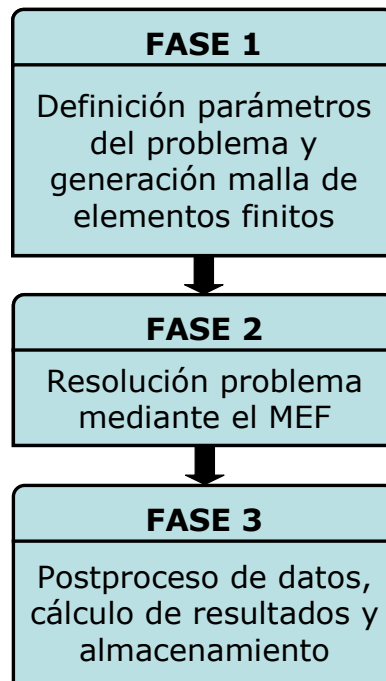 FASE 1
Definición parámetros
del problema y
generación malla de
elementos finitos
FASE 2
Resolución problema
mediante el MEF
FASE 3
Postproceso de datos,
cálculo de resultados y
almacenamiento